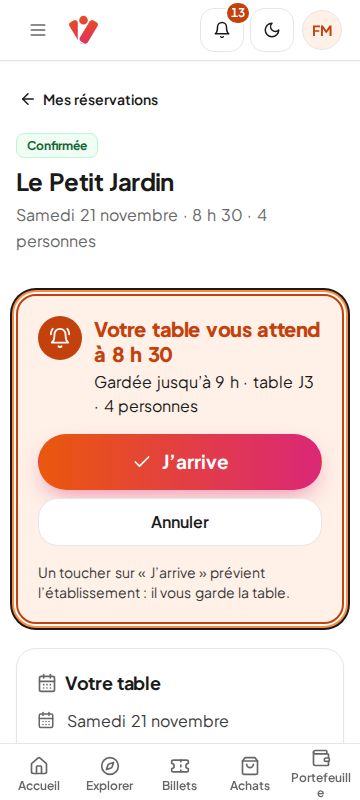 13
FM
Mes réservations
Confirmée
Le Petit Jardin
Samedi 21 novembre · 8 h 30 · 4
personnes
Votre table vous attend
à 8 h 30
Gardée jusqu’à 9 h · table J3
· 4 personnes
J’arrive
Annuler
Un toucher sur « J’arrive » prévient
l’établissement : il vous garde la table.
Votre table
Samedi 21 novembre
Accueil
Explorer
Billets
Achats
Portefeuill
e